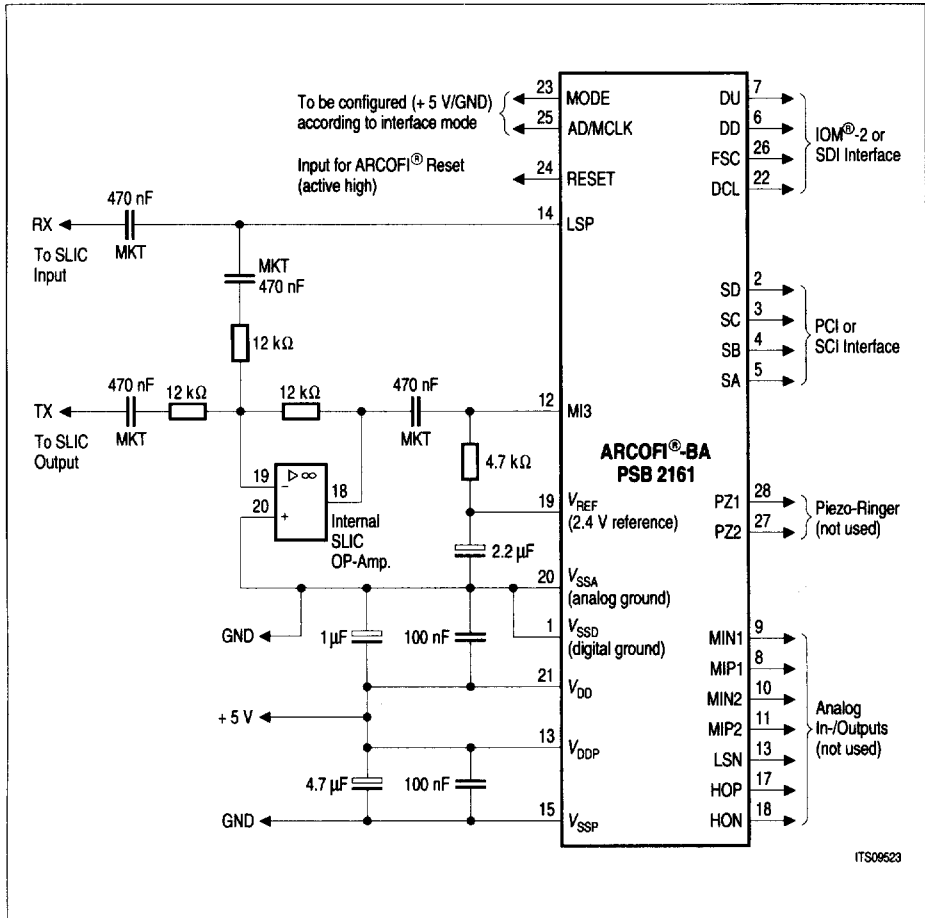 23
MODE
To be configured (+ 5 V/GND)
according to interface mode
25
AD/MCLK
Input for ARCOFI® Reset
(active high)
24
RESET
470 nF
RX
MKT
To SLIC
Input
14
LSP
MKT
470 nF
12 kΩ
470 nF
12 kΩ
12 kΩ
470 nF
TX
MKT
MKT
To SLIC
Output
12
MI3
4.7 kΩ
19
−
20
+
▷ ∞
18
Internal
SLIC
OP-Amp.
19
VREF
(2.4 V reference)
2.2 µF
20
VSSA
(analog ground)
GND
1 µF
100 nF
1
VSSD
(digital ground)
21
VDD
+ 5 V
13
VDDP
4.7 µF
100 nF
GND
15
VSSP
ARCOFI®-BA
PSB 2161
DU
7
DD
6
FSC
26
DCL
22
IOM®-2 or
SDI Interface
SD
2
SC
3
SB
4
SA
5
PCI or
SCI Interface
PZ1
28
PZ2
27
Piezo-Ringer
(not used)
MIN1
9
MIP1
8
MIN2
10
MIP2
11
LSN
13
HOP
17
HON
18
Analog
In-/Outputs
(not used)
ITS09523